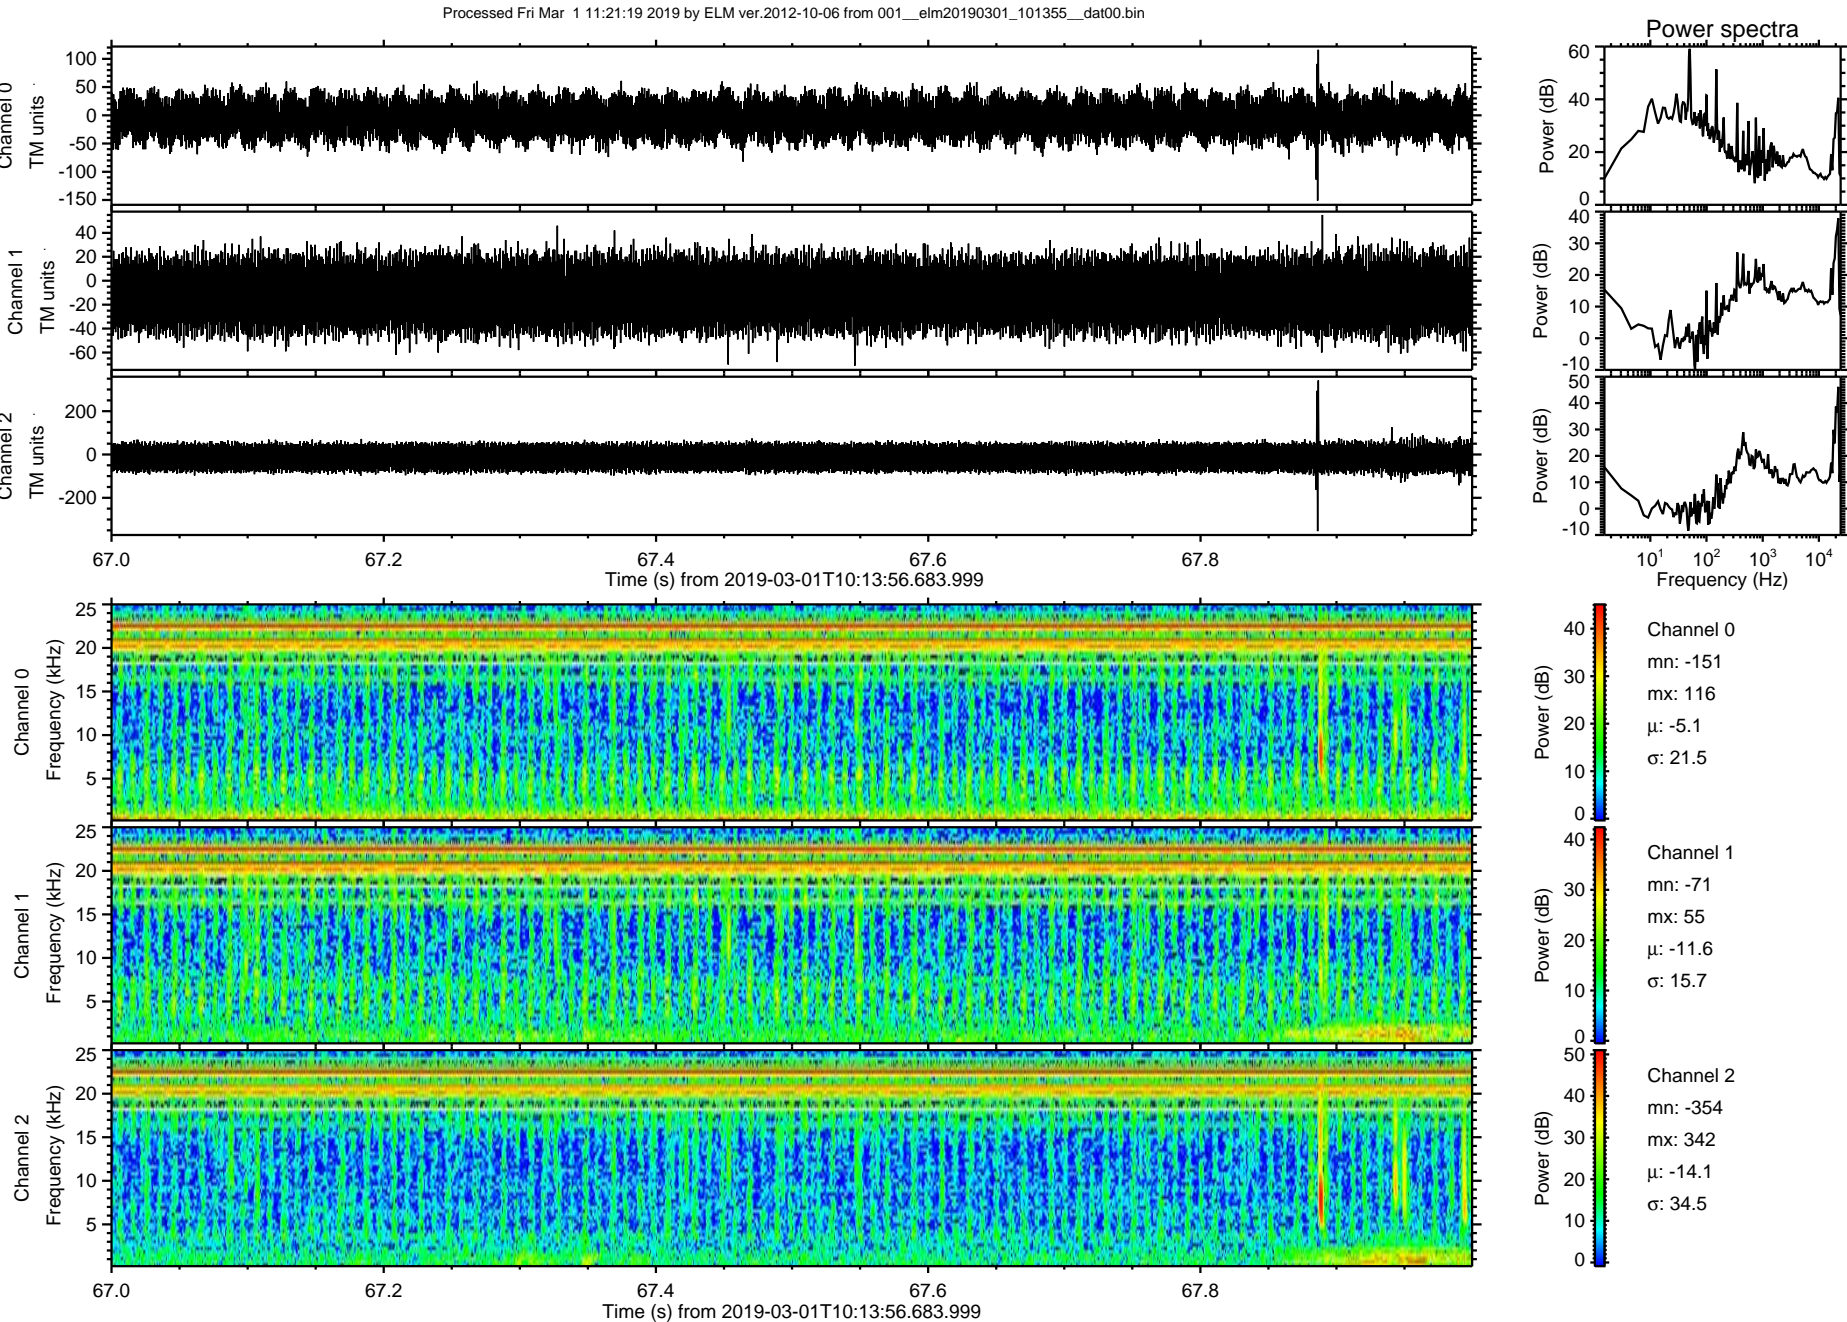 Processed Fri Mar  1 11:21:19 2019 by ELM ver.2012-10-06 from 001__elm20190301_101355__dat00.bin
Power spectra
Channel 0
TM units
100
50
0
-50
-100
-150
Power (dB)
60
40
20
0
Channel 1
TM units
40
20
0
-20
-40
-60
Power (dB)
40
30
20
10
0
-10
Channel 2
TM units
200
0
-200
Power (dB)
50
40
30
20
10
0
-10
67.0 67.2 67.4 67.6 67.8
Time (s) from 2019-03-01T10:13:56.683.999
10^1 10^2 10^3 10^4
Frequency (Hz)
Channel 0
Frequency (kHz)
25
20
15
10
5
Power (dB)
40
30
20
10
0
Channel 0
mn: -151
mx: 116
μ: -5.1
σ: 21.5
Channel 1
Frequency (kHz)
25
20
15
10
5
Power (dB)
40
30
20
10
0
Channel 1
mn: -71
mx: 55
μ: -11.6
σ: 15.7
Channel 2
Frequency (kHz)
25
20
15
10
5
Power (dB)
50
40
30
20
10
0
Channel 2
mn: -354
mx: 342
μ: -14.1
σ: 34.5
67.0 67.2 67.4 67.6 67.8
Time (s) from 2019-03-01T10:13:56.683.999